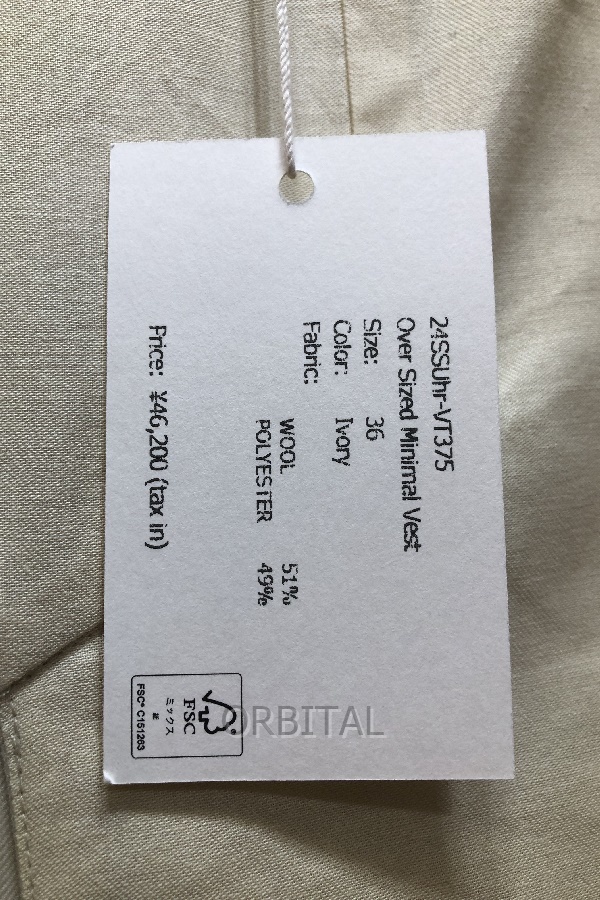 24SSUhr-VT375
Over Sized Minimal Vest
Size: 36
Color: Ivory
Fabric:
WOOL 51%
POLYESTER 49%
Price: ¥46,200 (tax in)
FSC
ミックス
紙
FSC® C151263
ORBITAL